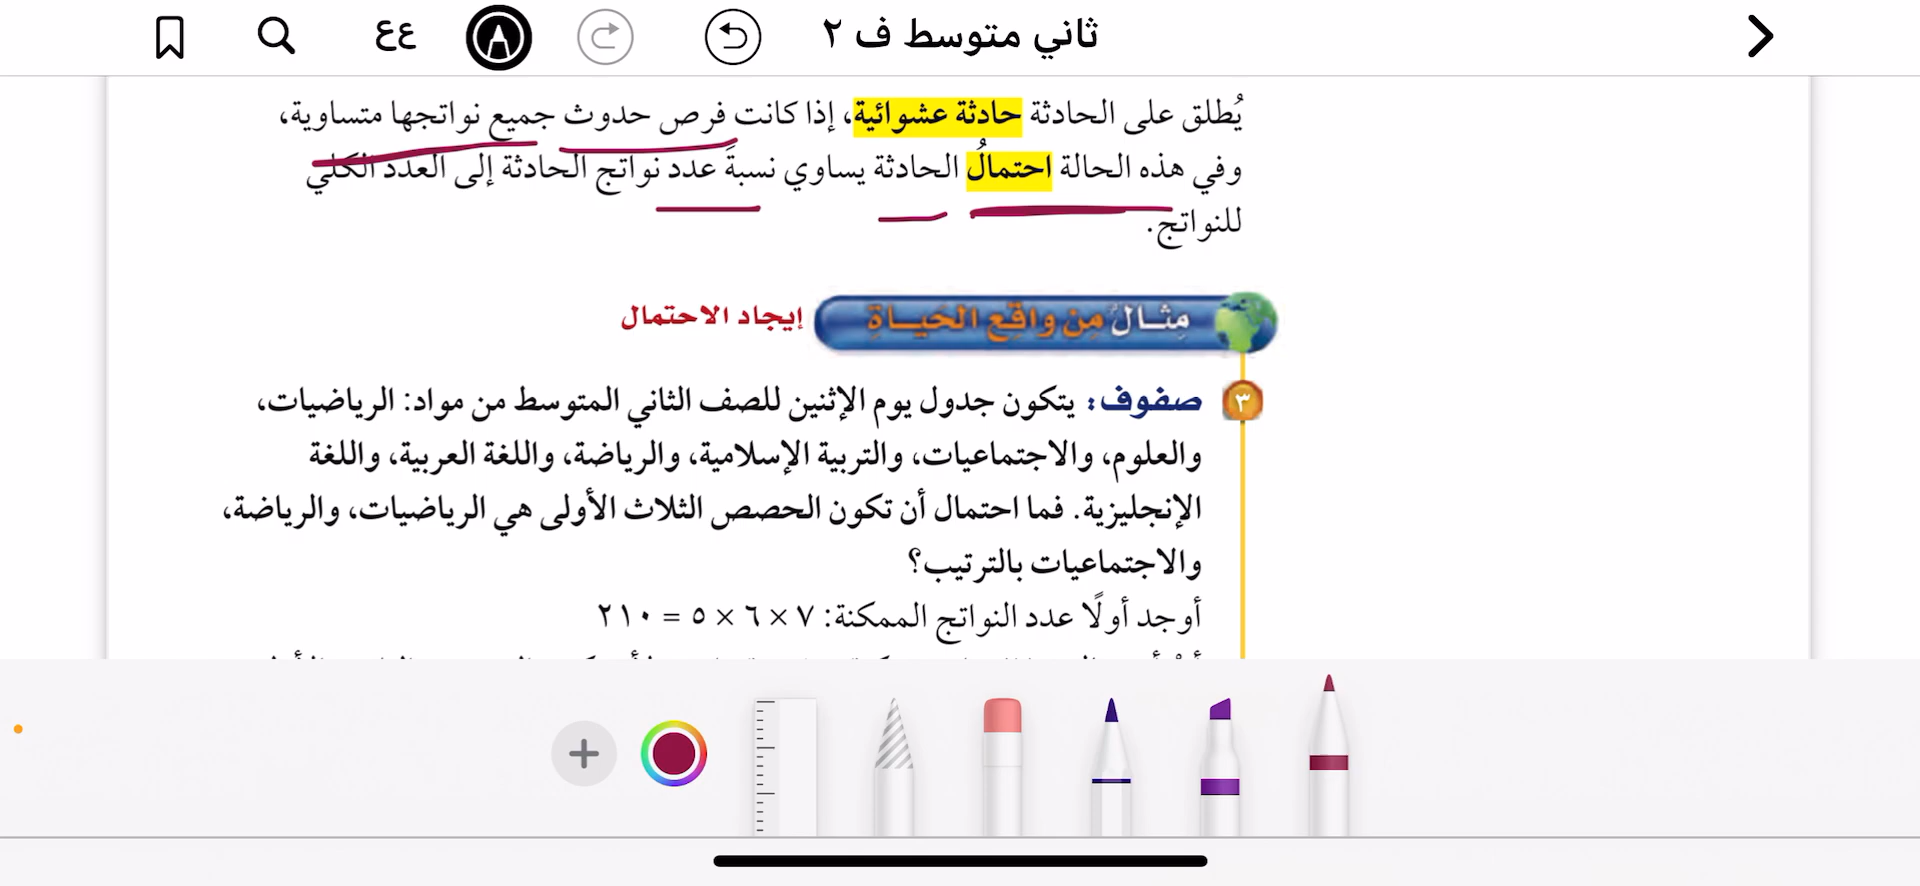 ثاني متوسط ف ٢
يُطلق على الحادثة حادثة عشوائية، إذا كانت فرص حدوث جميع نواتجها متساوية،
وفي هذه الحالة احتمالُ الحادثة يساوي نسبةَ عدد نواتج الحادثة إلى العدد الكلي
للنواتج.
مِثـالٌ مِن واقِعِ الحَيـاةِ إيجاد الاحتمال
٣ صفوف: يتكون جدول يوم الإثنين للصف الثاني المتوسط من مواد: الرياضيات،
والعلوم، والاجتماعيات، والتربية الإسلامية، والرياضة، واللغة العربية، واللغة
الإنجليزية. فما احتمال أن تكون الحصص الثلاث الأولى هي الرياضيات، والرياضة،
والاجتماعيات بالترتيب؟
أوجد أولًا عدد النواتج الممكنة: ٧ × ٦ × ٥ = ٢١٠